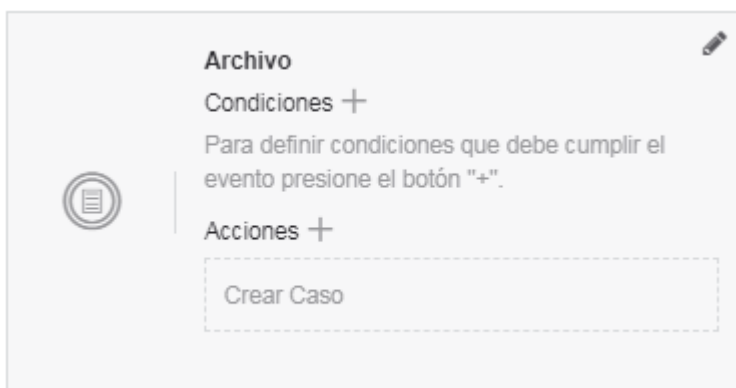 Archivo
Condiciones +
Para definir condiciones que debe cumplir el
evento presione el botón "+".
Acciones +
Crear Caso